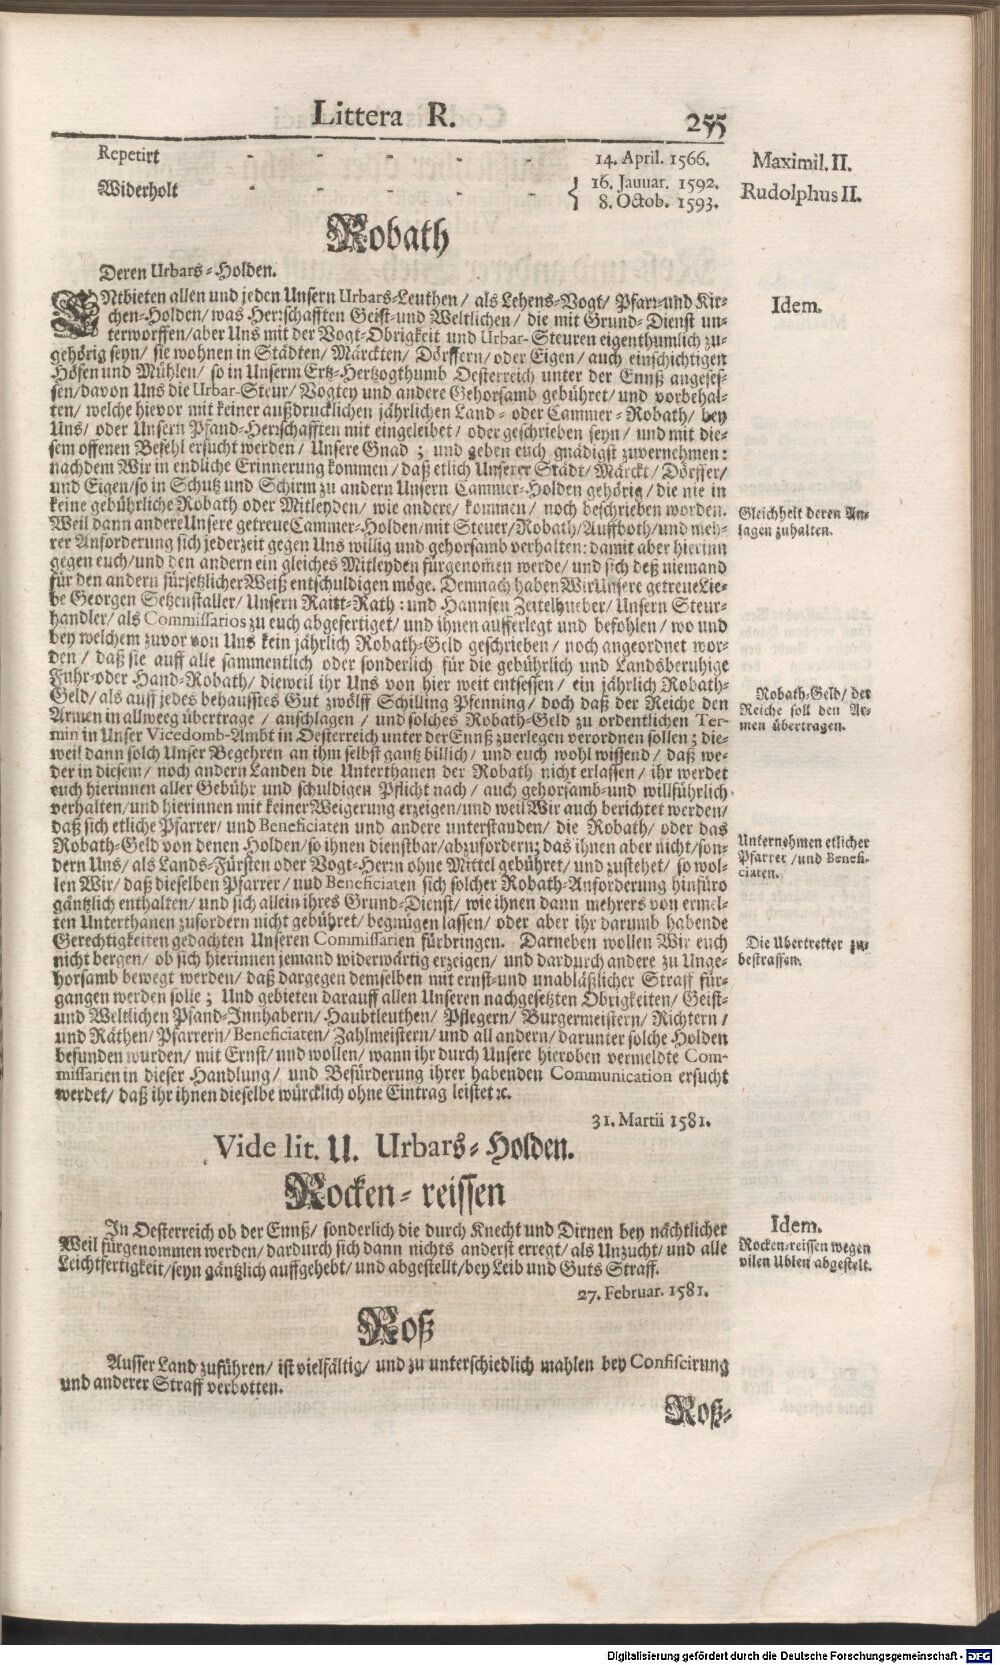 Littera R. 255
Repetirt - - - - - 14. April. 1566. Maximil. II.
Widerholt - - - - - { 16. Januar. 1592.
8. Octob. 1593. Rudolphus II.
Robath
Deren Urbars-Holden.
ENtbieten allen und jeden Unsern Urbars-Leuthen / als Lehens-Vogt / Pfarr-und Kir-
Idem.
chen-Holden / was Herrschafften Geist-und Weltlichen / die mit Grund-Dienst un-
terworffen / aber Uns mit der Vogt-Obrigkeit und Urbar-Steuren eigenthumlich zu-
gehörig seyn / sie wohnen in Städten / Märckten / Dörffern / oder Eigen / auch einschichtigen
Höfen und Mühlen / so in Unserm Ertz-Hertzogthumb Oesterreich unter der Ennß angeses-
sen / davon Uns die Urbar-Steur / Vogtey und andere Gehorsamb gebühret / und vorbehal-
ten / welche hievor mit keiner außdrucklichen jährlichen Land- oder Cammer-Robath / bey
Uns / oder Unsern Pfand-Herrschafften mit eingeleibet / oder geschrieben seyn / und mit die-
sem offenen Befehl ersucht werden / Unsere Gnad ; und geben euch gnädigst zuvernehmen:
nachdem Wir in endliche Erinnerung kommen / daß etlich Unserer Städt / Märckt / Dörffer /
und Eigen / so in Schutz und Schirm zu andern Unsern Cammer-Holden gehörig / die nie in
keine gebührliche Robath oder Mitleyden / wie andere / kommen / noch beschrieben worden.
Gleichheit deren An-
lagen zuhalten.
Weil dann andere Unsere getreue Cammer-Holden / mit Steuer / Robath / Auffboth / und meh-
rer Anforderung sich jederzeit gegen Uns willig und gehorsamb verhalten: damit aber hierinn
gegen euch / und den andern ein gleiches Mitleyden fürgenomen werde / und sich deß niemand
für den andern fürsetzlicher Weiß entschuldigen möge. Demnach haben Wir Unsere getreue Lie-
be Georgen Setzenstaller / Unsern Raitt-Rath : und Hannsen Zeitelhueber / Unsern Steur-
handler / als Commissarios zu euch abgefertiget / und ihnen aufferlegt und befohlen / wo und
bey welchem zuvor von Uns kein jährlich Robath-Geld geschrieben / noch angeordnet wor-
den / daß sie auff alle sammentlich oder sonderlich für die gebührlich und Landsberuhige
Fuhr-oder Hand-Robath / dieweil ihr Uns von hier weit entsessen / ein jährlich Robath-
Geld / als auff jedes behausstes Gut zwölff Schilling Pfenning / doch daß der Reiche den
Robath-Geld / der
Reiche soll den Ar-
men übertragen.
Armen in allweeg übertrage / anschlagen / und solches Robath-Geld zu ordentlichen Ter-
min in Unser Vicedomb-Ambt in Oesterreich unter der Ennß zuerlegen verordnen sollen ; die-
weil dann solch Unser Begehren an ihm selbst gantz billich / und euch wohl wissend / daß we-
der in diesem / noch andern Landen die Unterthanen der Robath nicht erlassen / ihr werdet
euch hierinnen aller Gebühr und schuldigen Pflicht nach / auch gehorsamb-und willführlich
verhalten / und hierinnen mit keiner Weigerung erzeigen / und weil Wir auch berichtet werden /
daß sich etliche Pfarrer / und Beneficiaten und andere unterstanden / die Robath / oder das
Unternehmen etlicher
Pfarrer / und Benefi-
ciaten.
Robath-Geld von denen Holden / so ihnen dienstbar / abzufordern ; das ihnen aber nicht / son-
dern Uns / als Lands-Fürsten oder Vogt-Herrn ohne Mittel gebühret / und zustehet / so wol-
len Wir / daß dieselben Pfarrer / und Beneficiaten sich solcher Robath-Anforderung hinfüro
gäntzlich enthalten / und sich allein ihres Grund-Dienst / wie ihnen dann mehrers von ermel-
ten Unterthanen zufordern nicht gebühret / begnügen lassen / oder aber ihr darumb habende
Gerechtigkeiten gedachten Unseren Commissarien fürbringen. Darneben wollen Wir euch
Die Ubertretter zu-
bestraffen.
nicht bergen / ob sich hierinnen jemand widerwärtig erzeigen / und dardurch andere zu Unge-
horsamb bewegt werden / daß dargegen demselben mit ernst-und unabläßlicher Straff für-
gangen werden solle ; Und gebieten darauff allen Unseren nachgesetzten Obrigkeiten / Geist-
und Weltlichen Pfand-Innhabern / Haubtleuthen / Pflegern / Burgermeistern / Richtern /
und Räthen / Pfarrern / Beneficiaten / Zahlmeistern / und all andern / darunter solche Holden
befunden wurden / mit Ernst / und wollen / wann ihr durch Unsere hieroben vermeldte Com-
missarien in dieser Handlung / und Befürderung ihrer habenden Communication ersucht
werdet / daß ihr ihnen dieselbe würcklich ohne Eintrag leistet ꝛc.
31. Martii 1581.
Vide lit. U. Urbars-Holden.
Rocken-reissen
In Oesterreich ob der Ennß / sonderlich die durch Knecht und Dirnen bey nächtlicher
Idem.
Rocken-reissen wegen
vilen Ublen abgestelt.
Weil fürgenommen werden / dardurch sich dann nichts anderst erregt / als Unzucht / und alle
Leichtfertigkeit / seyn gäntzlich auffgehebt / und abgestellt / bey Leib und Guts Straff.
27. Februar. 1581.
Roß
Ausser Land zuführen / ist vielfältig / und zu unterschiedlich mahlen bey Confiscirung
und anderer Straff verbotten.
Roß-
Digitalisierung gefördert durch die Deutsche Forschungsgemeinschaft - DFG